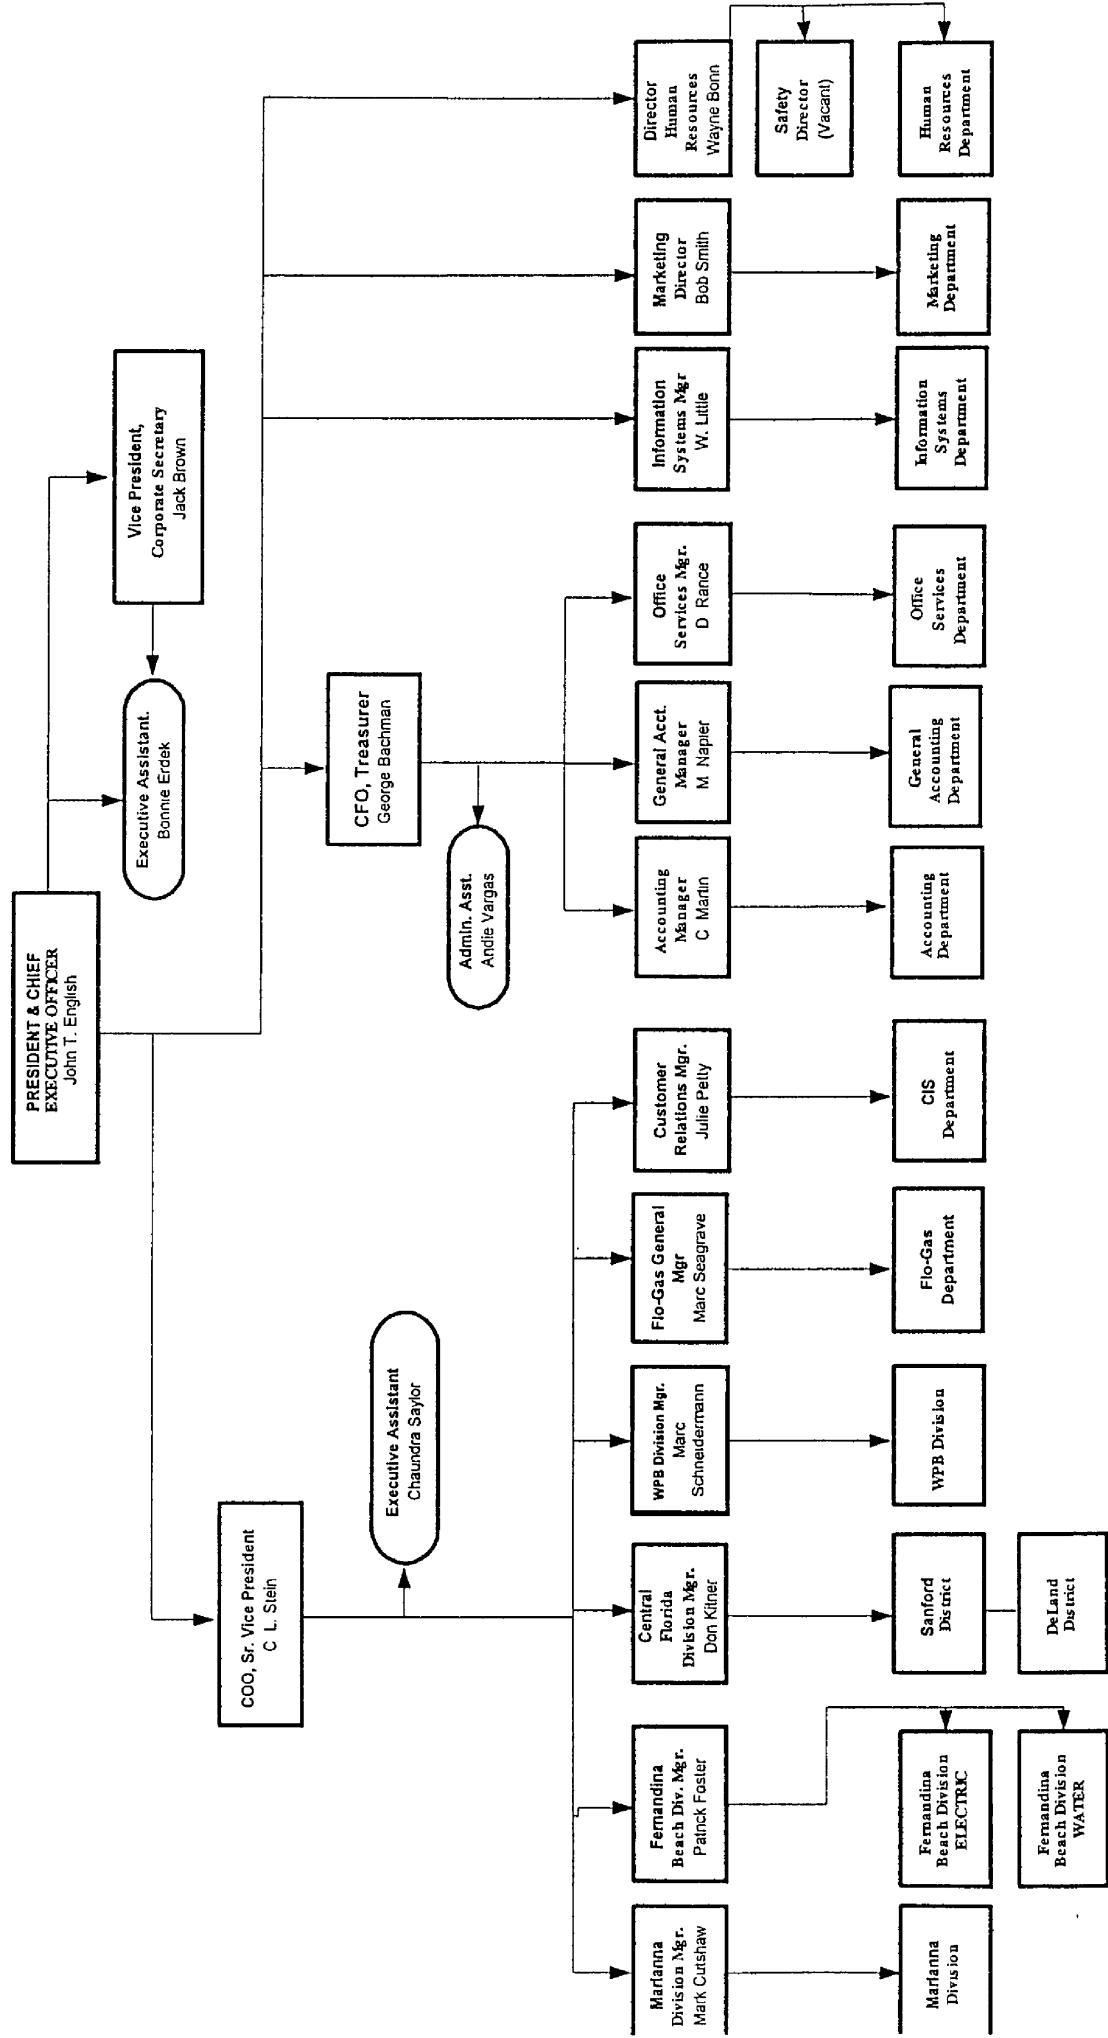 PRESIDENT & CHIEF
EXECUTIVE OFFICER
John T. English
Executive Assistant.
Bonnie Erdek
Vice President,
Corporate Secretary
Jack Brown
COO, Sr. Vice President
C L. Stein
Executive Assistant
Chaundra Saylor
CFO, Treasurer
George Bachman
Admin. Asst.
Andie Vargas
Marianna
Division Mgr.
Mark Cutshaw
Fernandina
Beach Div. Mgr.
Patrick Foster
Central
Florida
Division Mgr.
Don Kitner
WPB Division Mgr.
Marc
Schneidermann
Flo-Gas General
Mgr
Marc Seagrave
Customer
Relations Mgr.
Julie Petty
Accounting
Manager
C Martin
General Acct.
Manager
M Napier
Office
Services Mgr.
D Rance
Information
Systems Mgr
W. Little
Marketing
Director
Bob Smith
Director
Human
Resources
Wayne Bonn
Safety
Director
(Vacant)
Marianna
Division
Fernandina
Beach Division
ELECTRIC
Fernandina
Beach Division
WATER
Sanford
District
DeLand
District
WPB Division
Flo-Gas
Department
CIS
Department
Accounting
Department
General
Accounting
Department
Office
Services
Department
Information
Systems
Department
Marketing
Department
Human
Resources
Department